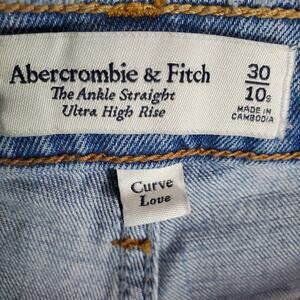 Abercrombie & Fitch
The Ankle Straight
Ultra High Rise
30
10s
MADE IN
CAMBODIA
Curve
Love